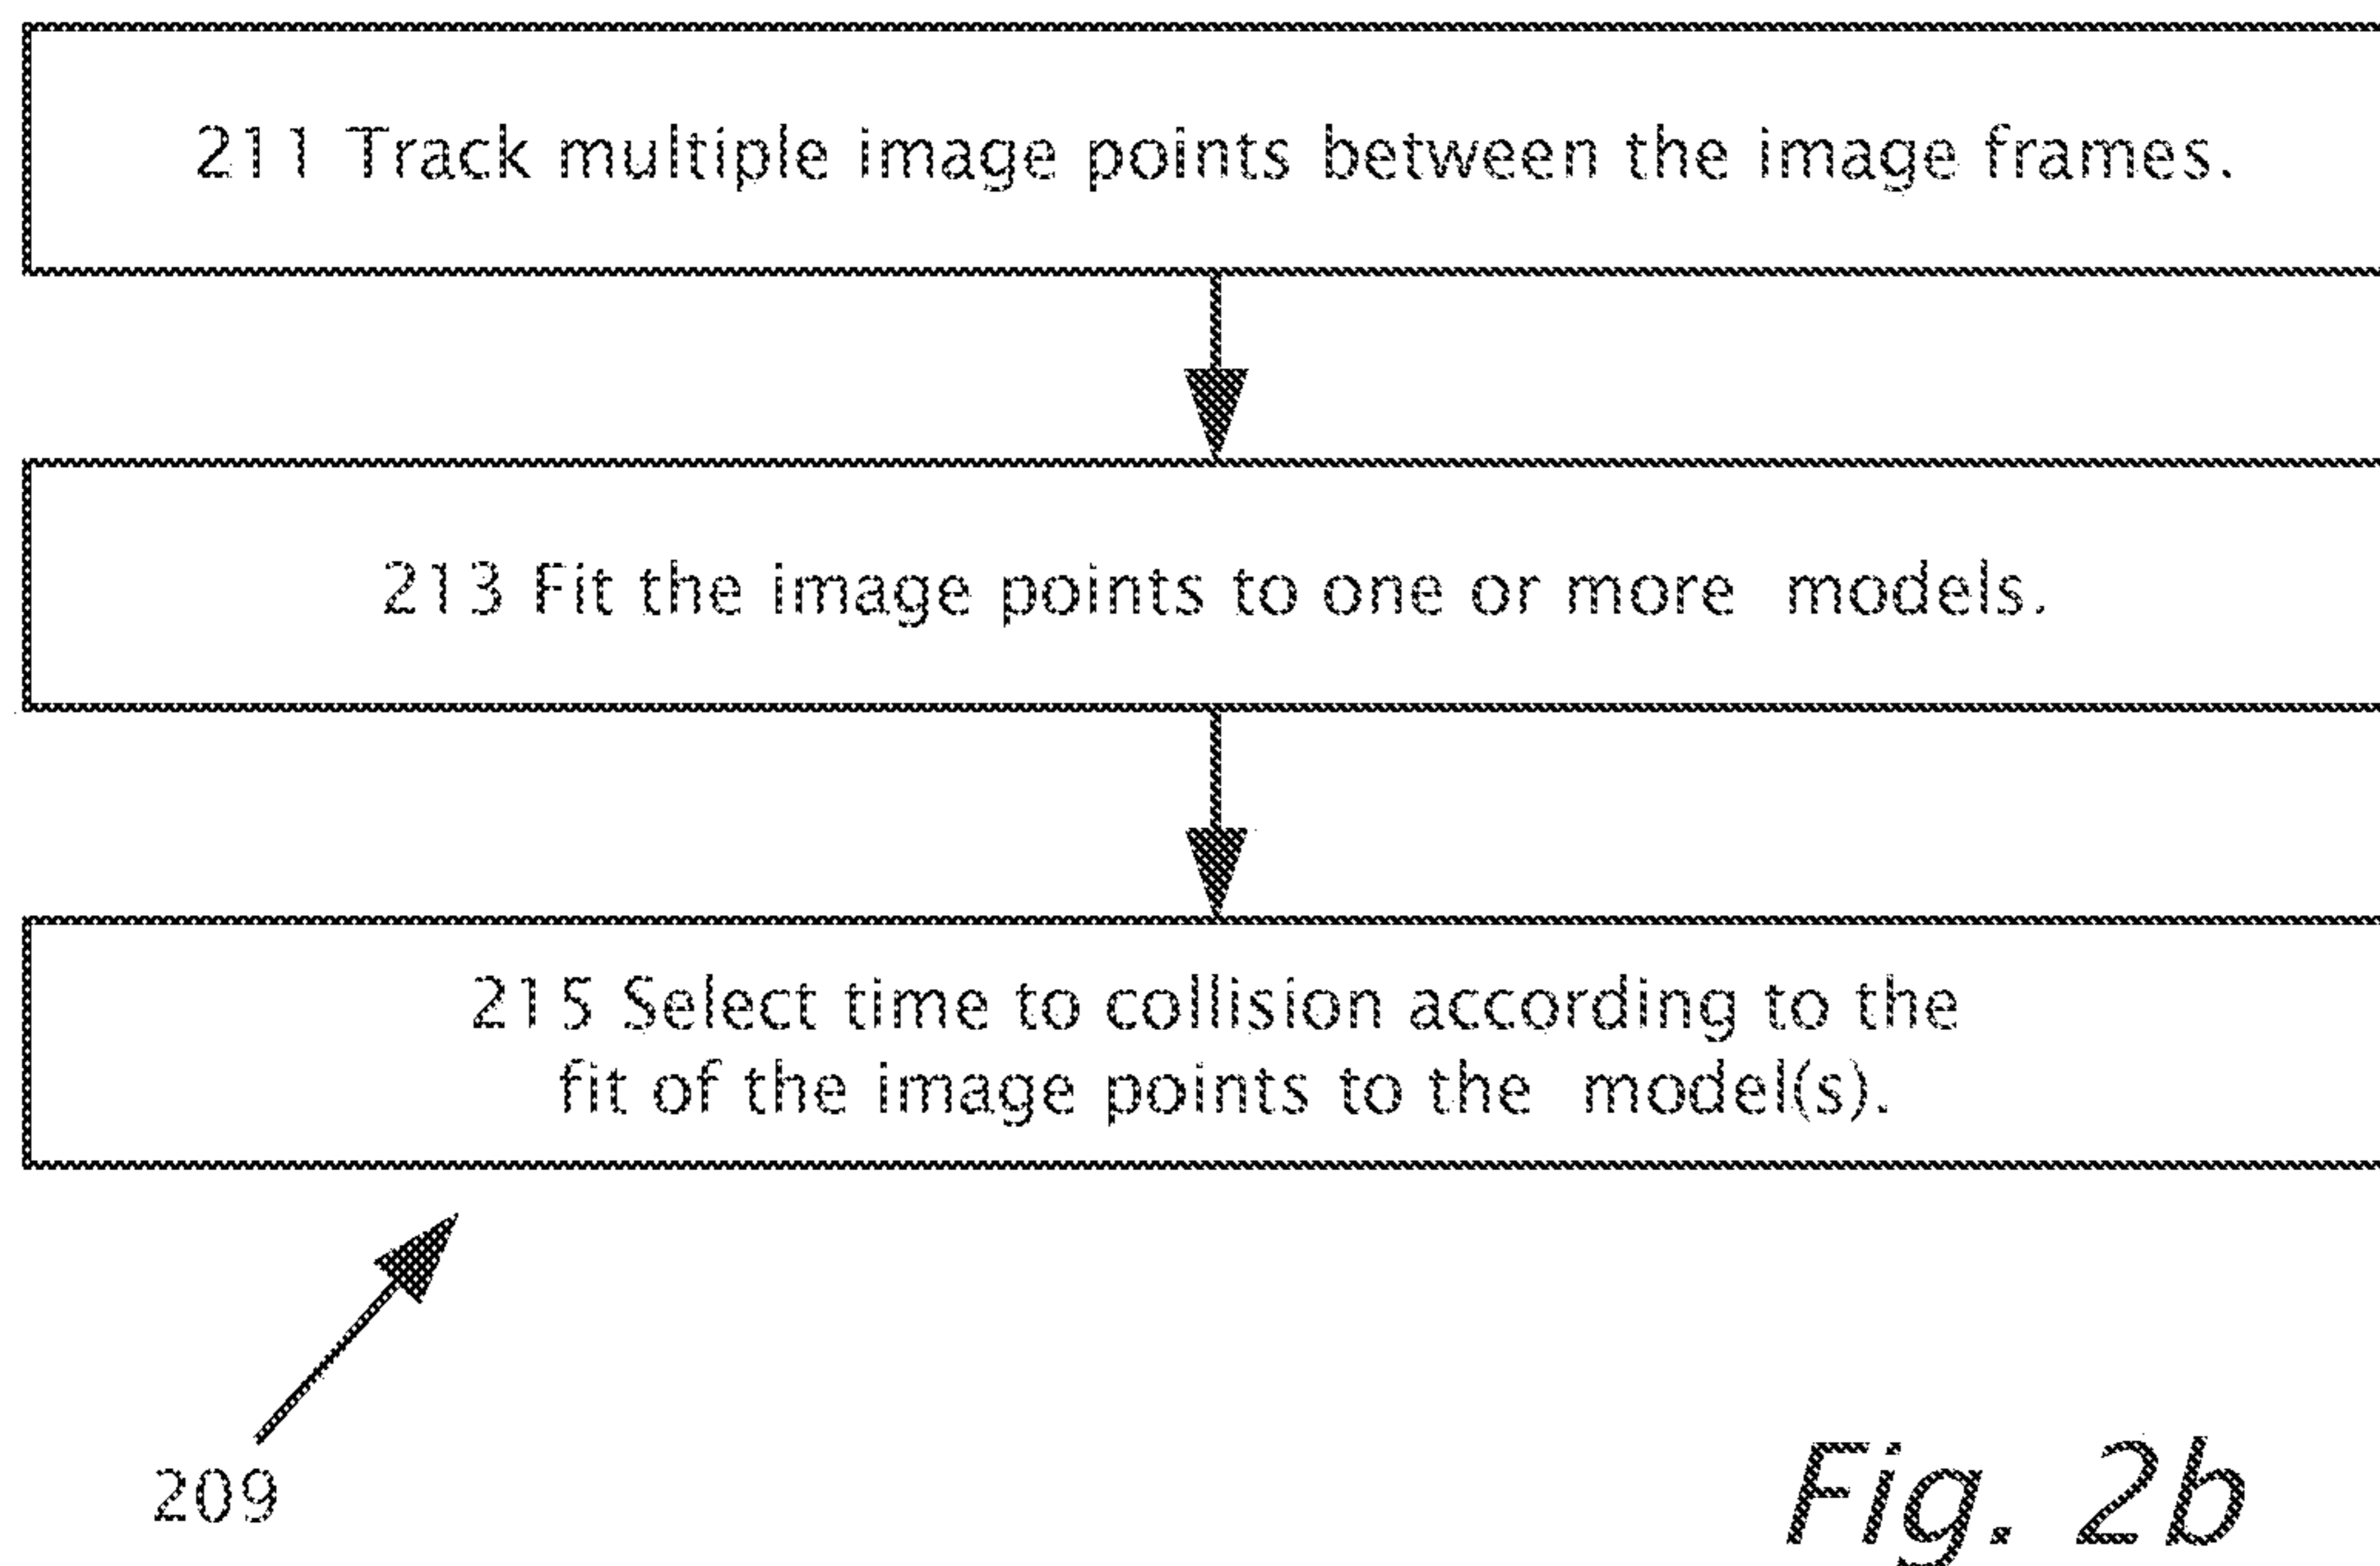 211 Track multiple image points between the image frames.
213 Fit the image points to one or more models.
215 Select time to collision according to the
fit of the image points to the model(s).
209
Fig. 2b